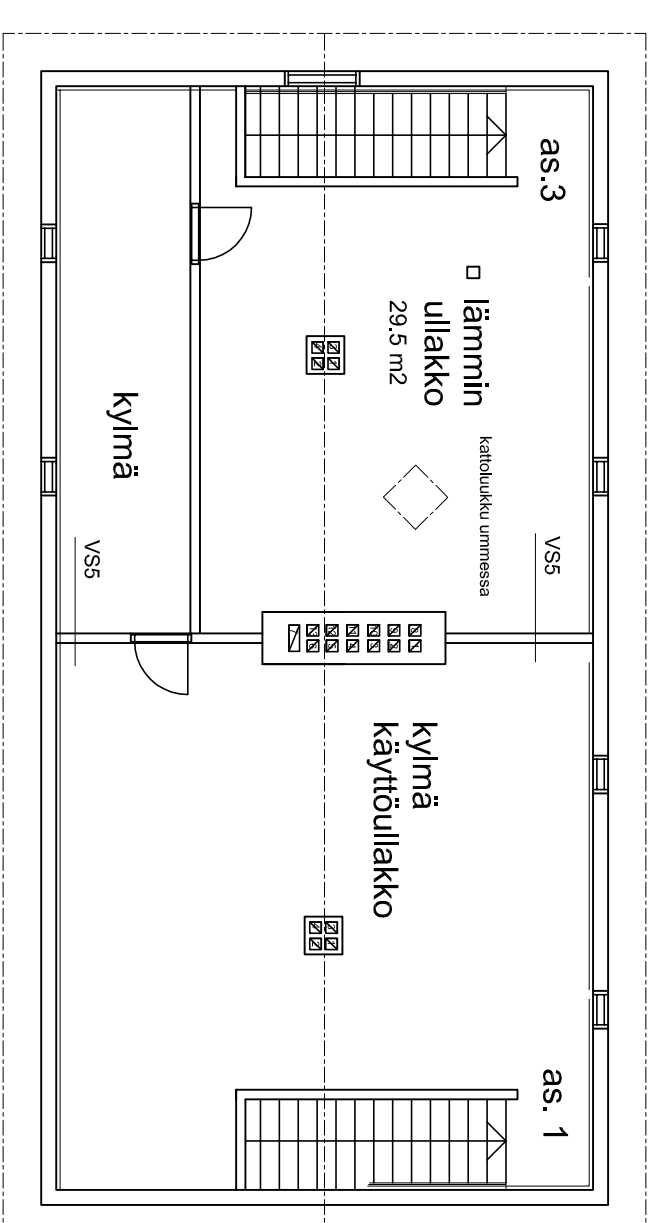 as.3
lämmin
ullakko
29.5 m2
kattoluukku ummessa
VS5
kylmä
VS5
kylmä
käyttöullakko
as. 1